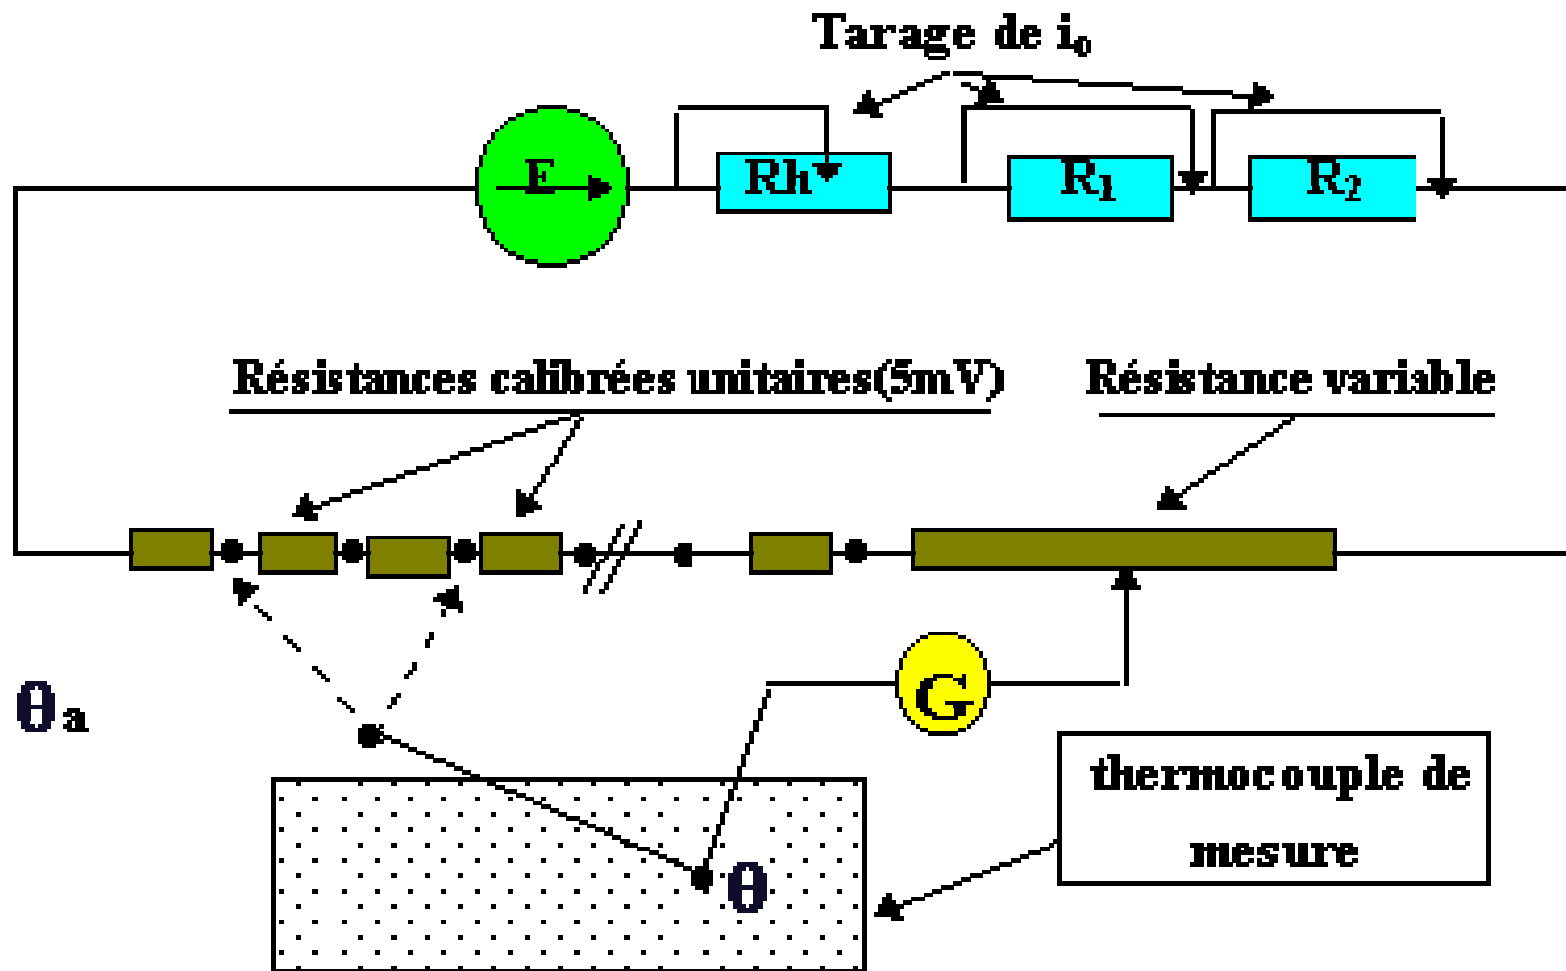 Tarage de i₀
E
Rh
R₁
R₂
Résistances calibrées unitaires(5mV)
Résistance variable
θa
G
thermocouple de
mesure
θ